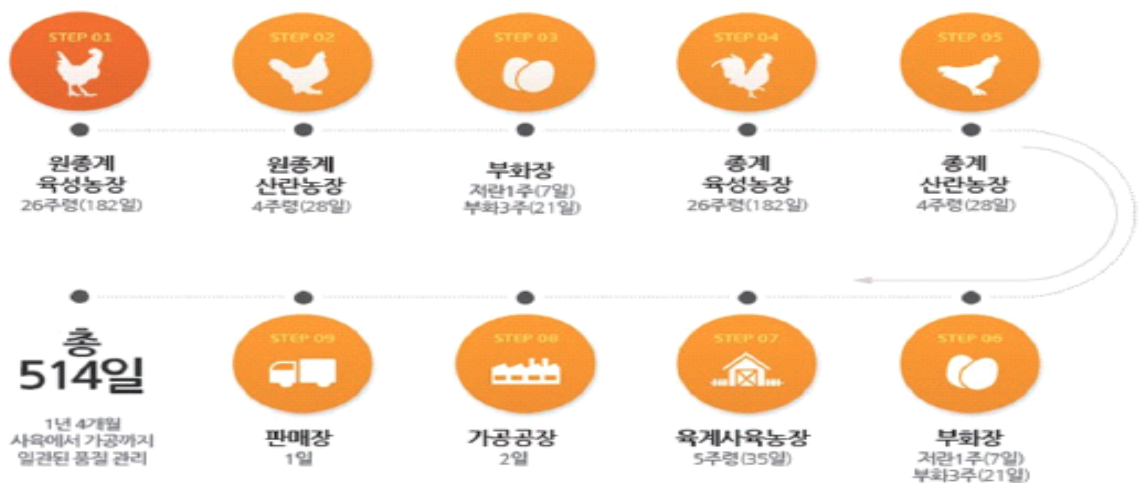 STEP 01
원종계
육성농장
26주령(182일)
STEP 02
원종계
산란농장
4주령(28일)
STEP 03
부화장
저란1주(7일)
부화3주(21일)
STEP 04
종계
육성농장
26주령(182일)
STEP 05
종계
산란농장
4주령(28일)
STEP 06
부화장
저란1주(7일)
부화3주(21일)
STEP 07
육계사육농장
5주령(35일)
STEP 08
가공공장
2일
STEP 09
판매장
1일
총
514일
1년 4개월
사육에서 가공까지
일관된 품질 관리